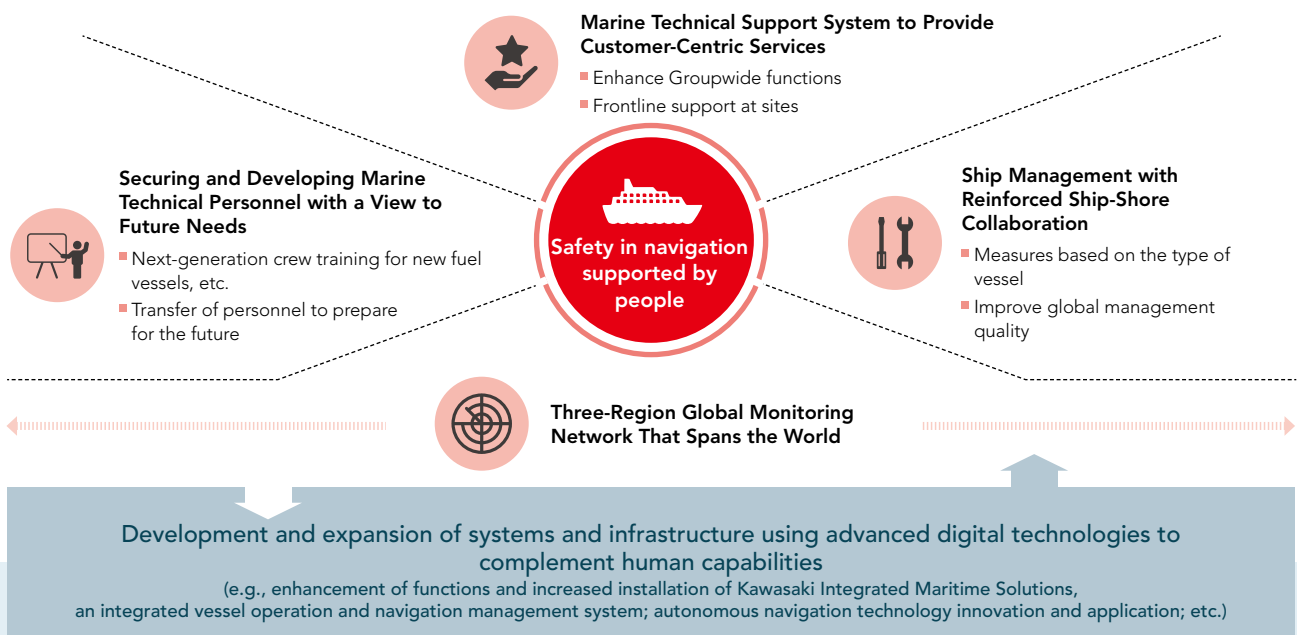 Marine Technical Support System to Provide
Customer-Centric Services
Enhance Groupwide functions
Frontline support at sites
Securing and Developing Marine
Technical Personnel with a View to
Future Needs
Next-generation crew training for new fuel
vessels, etc.
Transfer of personnel to prepare
for the future
Safety in navigation
supported by
people
Ship Management with
Reinforced Ship-Shore
Collaboration
Measures based on the type of
vessel
Improve global management
quality
Three-Region Global Monitoring
Network That Spans the World
Development and expansion of systems and infrastructure using advanced digital technologies to
complement human capabilities
(e.g., enhancement of functions and increased installation of Kawasaki Integrated Maritime Solutions,
an integrated vessel operation and navigation management system; autonomous navigation technology innovation and application; etc.)